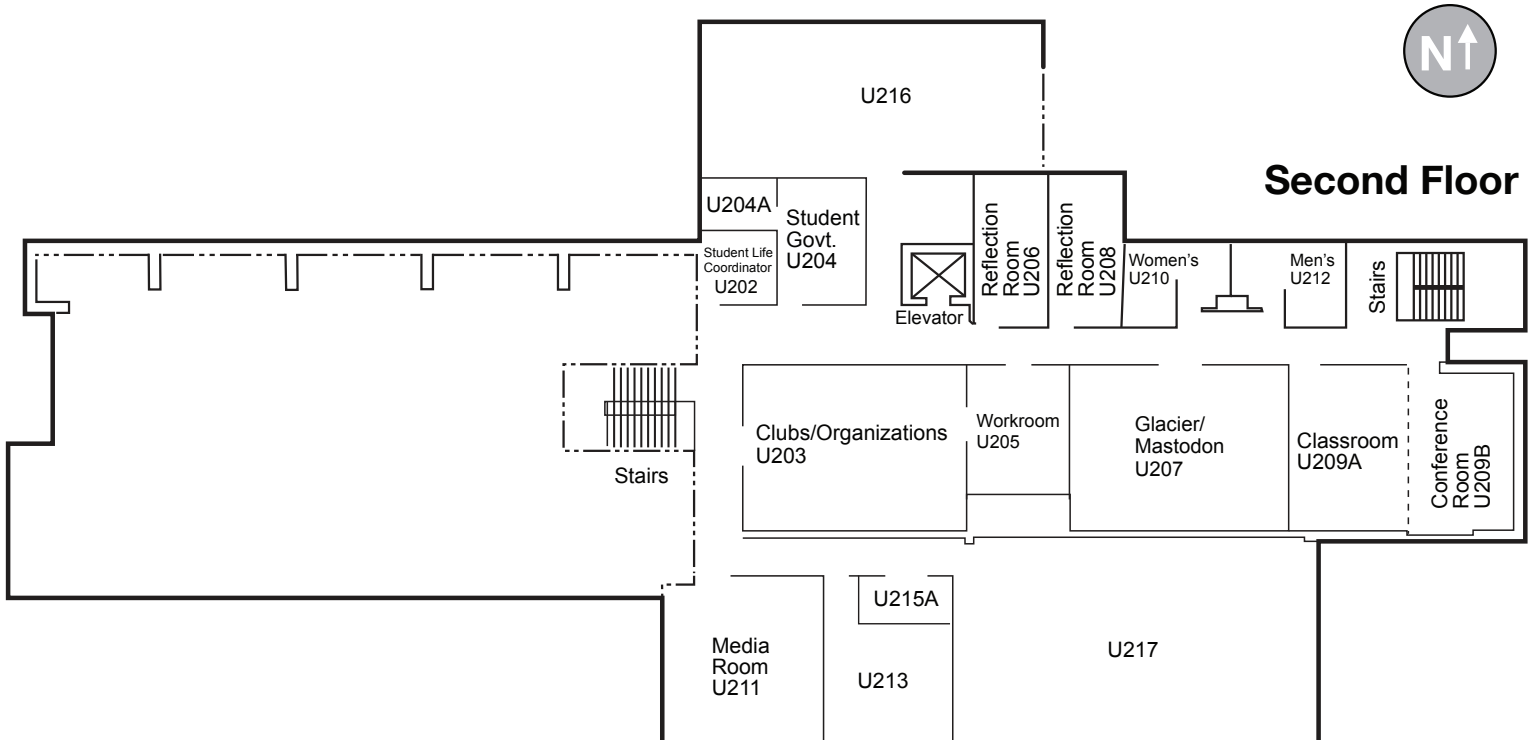 N
U216
Second Floor
U204A
Student
Govt.
U204
Student Life
Coordinator
U202
Elevator
Reflection
Room
U206
Reflection
Room
U208
Women's
U210
Men's
U212
Stairs
Stairs
Clubs/Organizations
U203
Workroom
U205
Glacier/
Mastodon
U207
Classroom
U209A
Conference
Room
U209B
Media
Room
U211
U215A
U213
U217